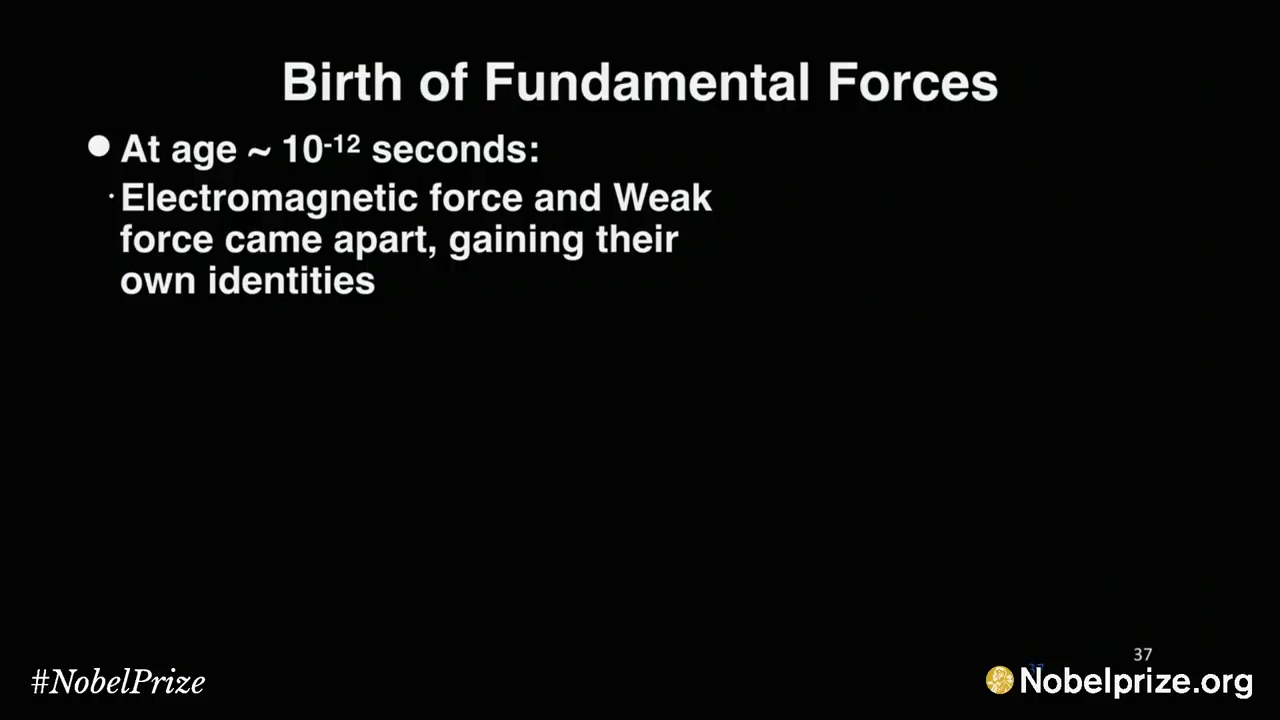 Birth of Fundamental Forces
● At age ~ 10⁻¹² seconds:
· Electromagnetic force and Weak
force came apart, gaining their
own identities
37
37
#NobelPrize
Nobelprize.org